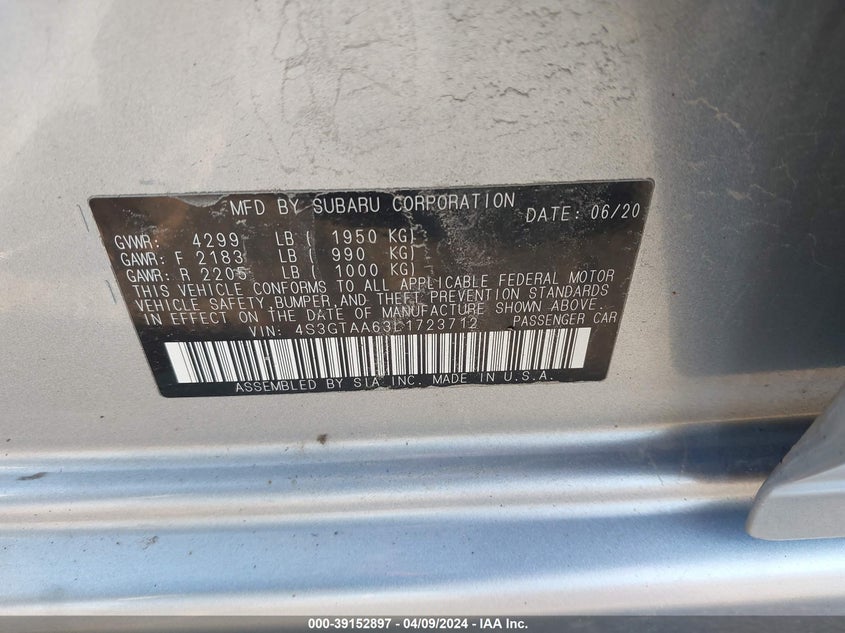 MFD BY SUBARU CORPORATION DATE: 06/20
GVWR: 4299 LB ( 1950 KG)
GAWR: F 2183 LB ( 990 KG)
GAWR: R 2205 LB ( 1000 KG)
THIS VEHICLE CONFORMS TO ALL APPLICABLE FEDERAL MOTOR
VEHICLE SAFETY, BUMPER, AND THEFT PREVENTION STANDARDS
IN EFFECT ON THE DATE OF MANUFACTURE SHOWN ABOVE.
VIN: 4S3GTAA63L1723712 PASSENGER CAR
ASSEMBLED BY SIA INC. MADE IN U.S.A.
000-39152897 - 04/09/2024 - IAA Inc.